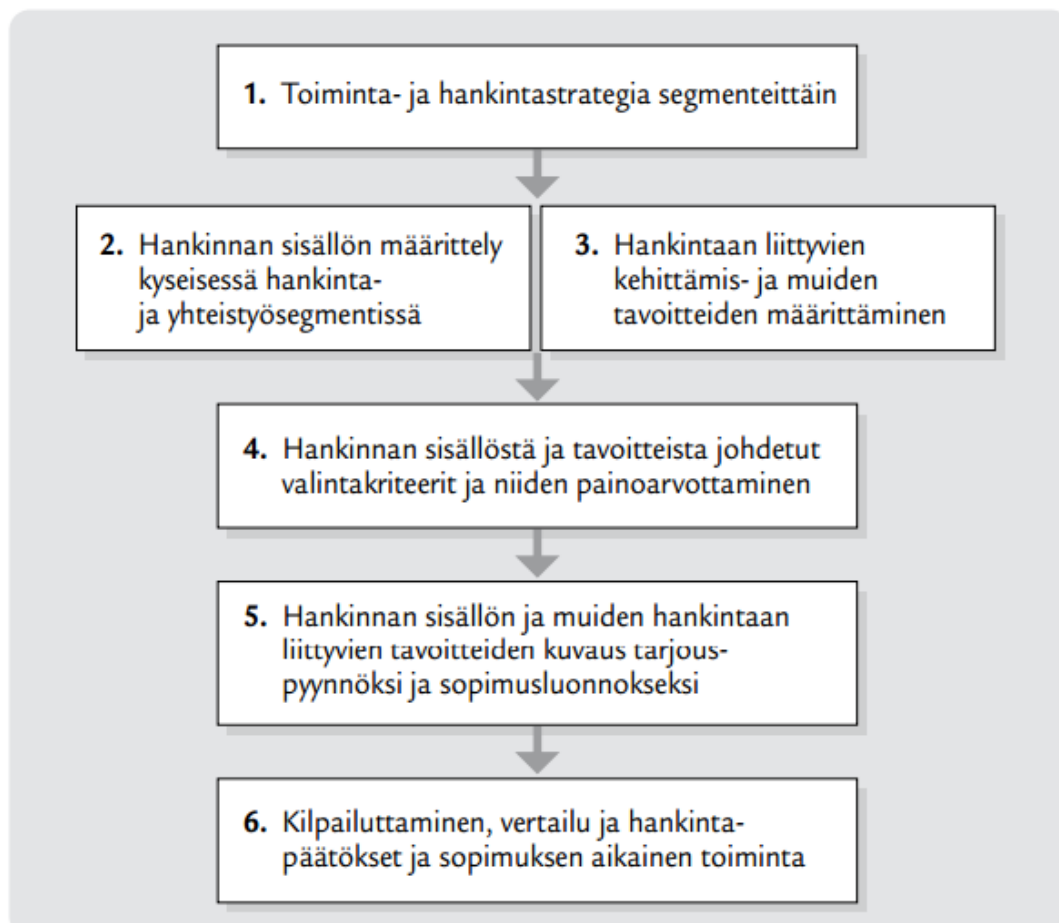 1. Toiminta- ja hankintastrategia segmenteittäin
2. Hankinnan sisällön määrittely
kyseisessä hankinta-
ja yhteistyösegmentissä
3. Hankintaan liittyvien
kehittämis- ja muiden
tavoitteiden määrittäminen
4. Hankinnan sisällöstä ja tavoitteista johdetut
valintakriteerit ja niiden painoarvottaminen
5. Hankinnan sisällön ja muiden hankintaan
liittyvien tavoitteiden kuvaus tarjous-
pyynnöksi ja sopimusluonnokseksi
6. Kilpailuttaminen, vertailu ja hankinta-
päätökset ja sopimuksen aikainen toiminta